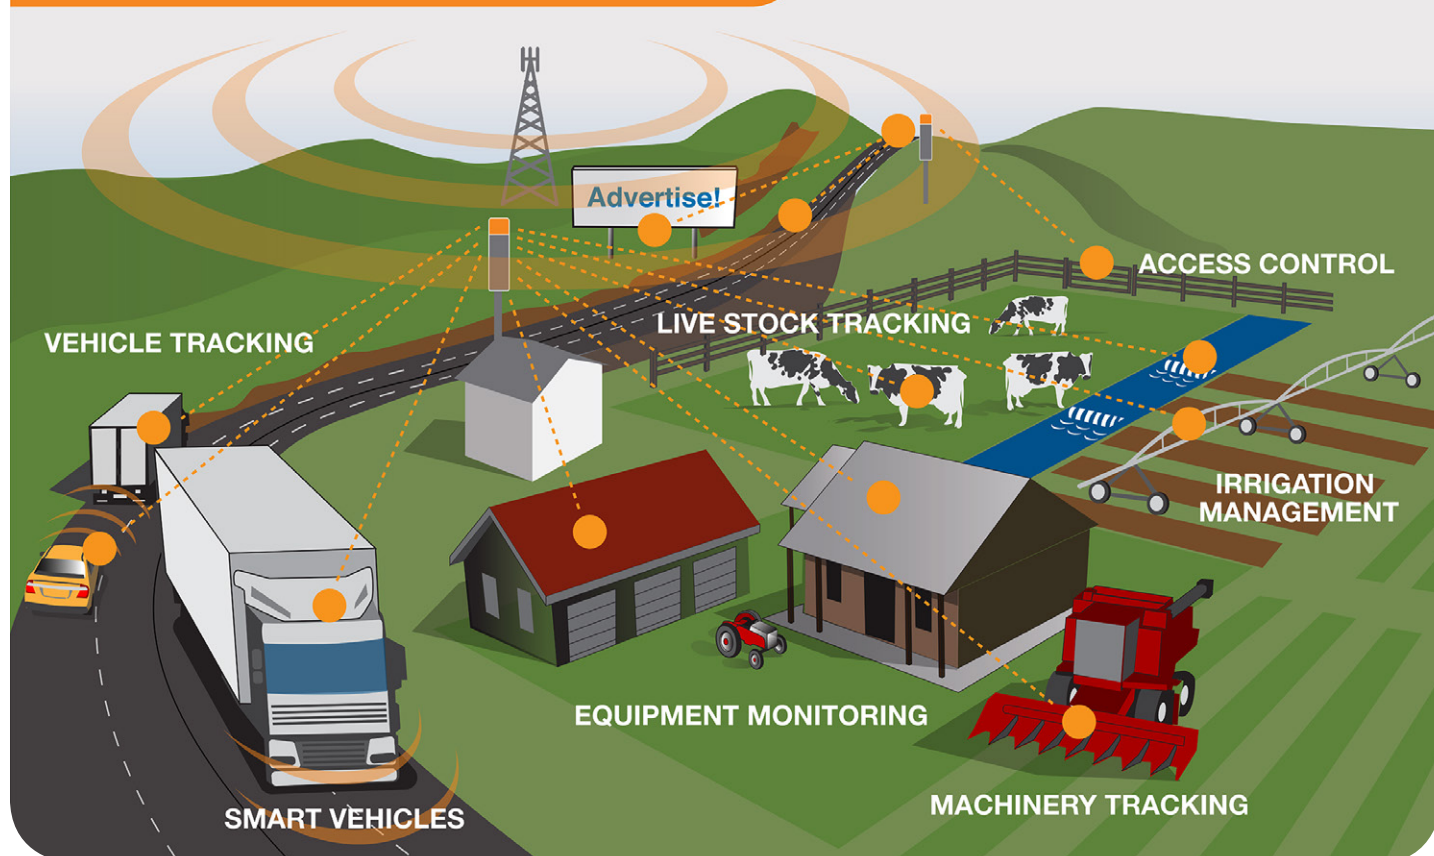 Advertise!
ACCESS CONTROL
LIVE STOCK TRACKING
VEHICLE TRACKING
IRRIGATION
MANAGEMENT
EQUIPMENT MONITORING
MACHINERY TRACKING
SMART VEHICLES